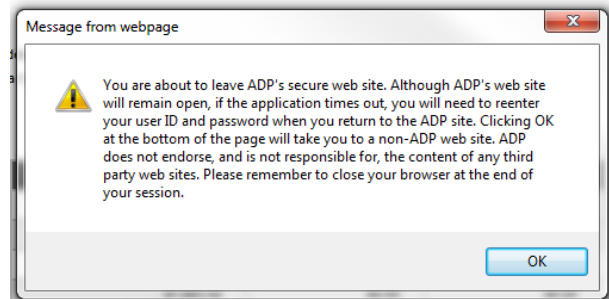 Message from webpage
You are about to leave ADP's secure web site. Although ADP's web site
will remain open, if the application times out, you will need to reenter
your user ID and password when you return to the ADP site. Clicking OK
at the bottom of the page will take you to a non-ADP web site. ADP
does not endorse, and is not responsible for, the content of any third
party web sites. Please remember to close your browser at the end of
your session.
OK